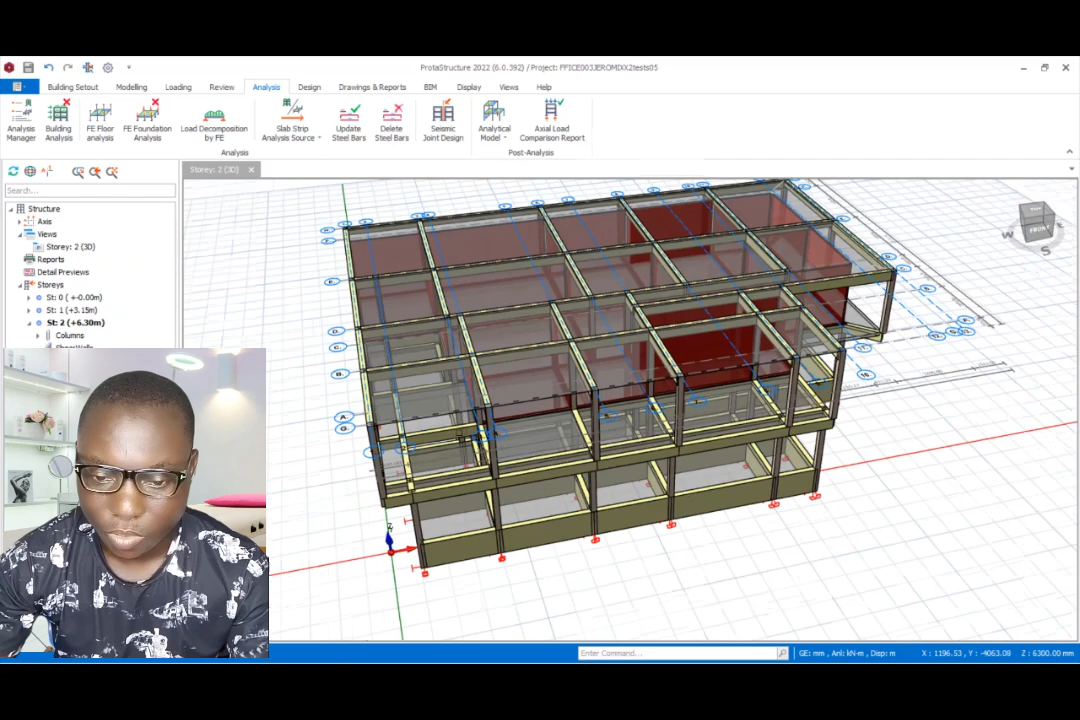 ProtaStructure 2022 (6.0.392) / Project: FPICE003JEROMIXX2tests05
Building Setout Modelling Loading Review Analysis Design Drawings & Reports BIM Display Views Help
Analysis Manager
Building Analysis
FE Floor analysis
FE Foundation Analysis
Load Decomposition by FE
Slab Strip Analysis Source
Update Steel Bars
Delete Steel Bars
Seismic Joint Design
Analytical Model
Axial Load Comparison Report
Analysis
Post-Analysis
Storey: 2 (3D)
Search...
Structure
Axis
Views
Storey: 2 (3D)
Reports
Detail Previews
Storeys
St: 0 ( +-0.00m)
St: 1 (+3.15m)
St: 2 (+6.30m)
Columns
ShearWalls
FRONT
W
S
Z
A.
G.
B.
C.
D.
Enter Command...
GE: mm , Anl: kN-m , Disp: m
X : 1196.53 , Y : -4063.08
Z : 6300.00 mm